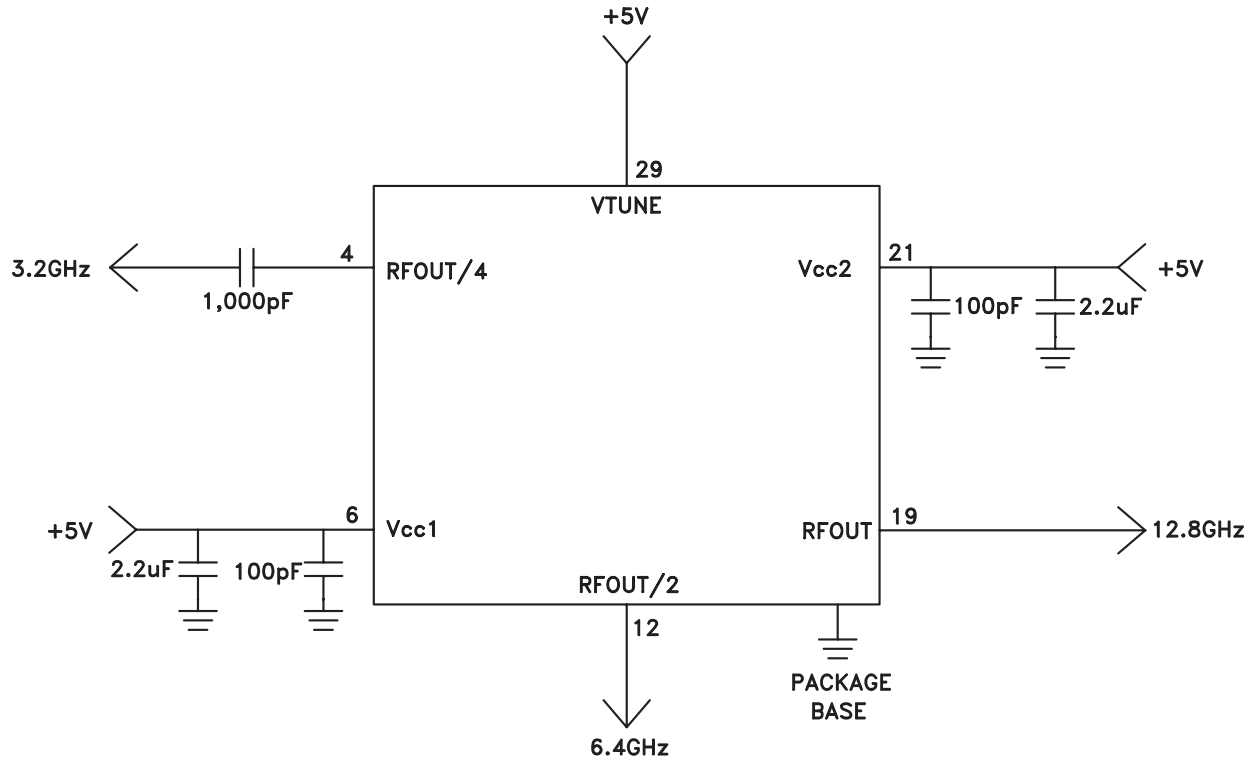 +5V
29
VTUNE
3.2GHz
4
RFOUT/4
1,000pF
Vcc2
21
+5V
100pF
2.2uF
+5V
6
Vcc1
2.2uF
100pF
RFOUT
19
12.8GHz
RFOUT/2
12
6.4GHz
PACKAGE
BASE